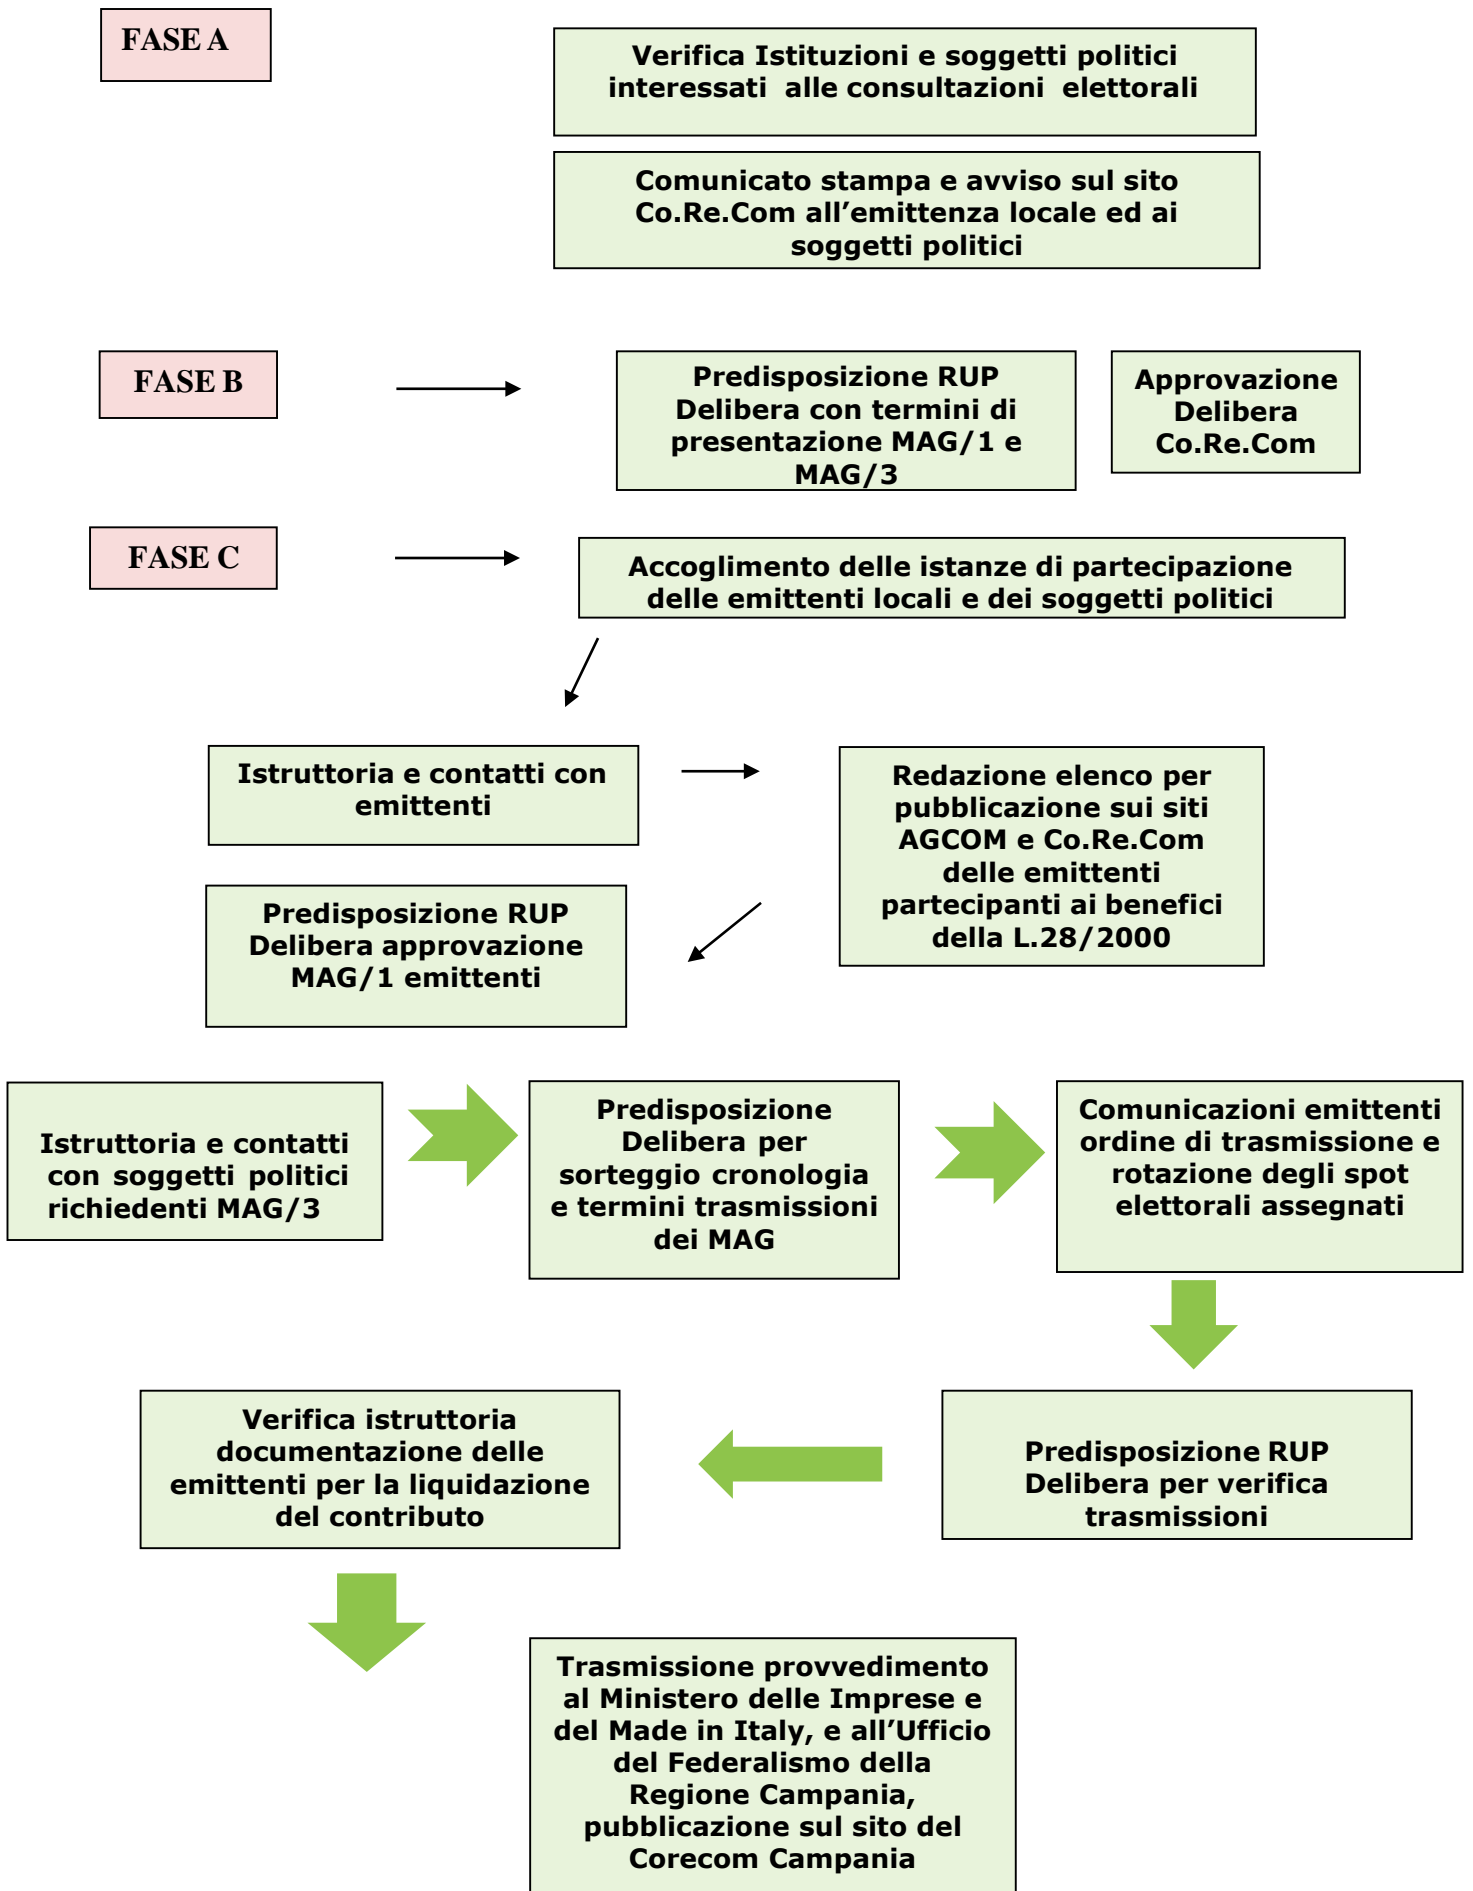 FASE A
Verifica Istituzioni e soggetti politici
interessati alle consultazioni elettorali
Comunicato stampa e avviso sul sito
Co.Re.Com all’emittenza locale ed ai
soggetti politici
FASE B
Predisposizione RUP
Delibera con termini di
presentazione MAG/1 e
MAG/3
Approvazione
Delibera
Co.Re.Com
FASE C
Accoglimento delle istanze di partecipazione
delle emittenti locali e dei soggetti politici
Istruttoria e contatti con
emittenti
Redazione elenco per
pubblicazione sui siti
AGCOM e Co.Re.Com
delle emittenti
partecipanti ai benefici
della L.28/2000
Predisposizione RUP
Delibera approvazione
MAG/1 emittenti
Istruttoria e contatti
con soggetti politici
richiedenti MAG/3
Predisposizione
Delibera per
sorteggio cronologia
e termini trasmissioni
dei MAG
Comunicazioni emittenti
ordine di trasmissione e
rotazione degli spot
elettorali assegnati
Verifica istruttoria
documentazione delle
emittenti per la liquidazione
del contributo
Predisposizione RUP
Delibera per verifica
trasmissioni
Trasmissione provvedimento
al Ministero delle Imprese e
del Made in Italy, e all’Ufficio
del Federalismo della
Regione Campania,
pubblicazione sul sito del
Corecom Campania